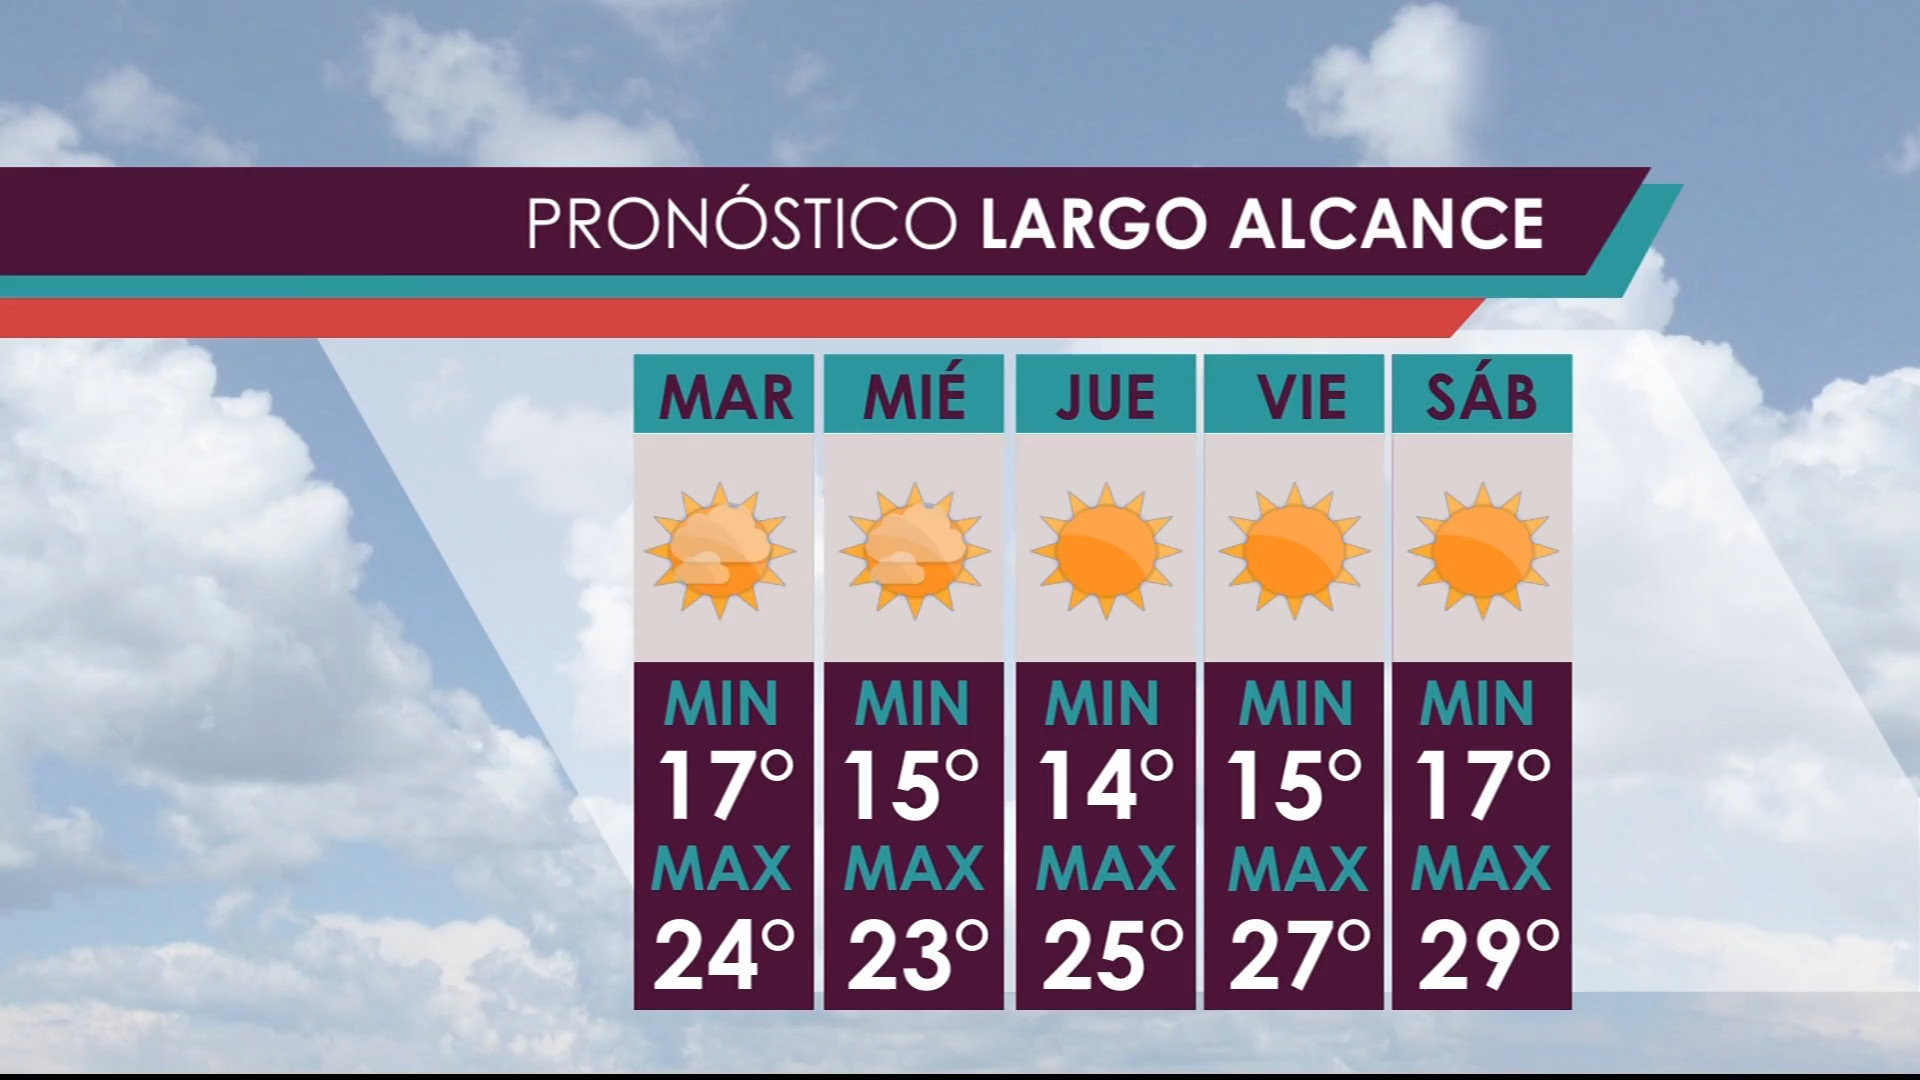 PRONÓSTICO LARGO ALCANCE
MAR MIÉ JUE VIE SÁB
MIN MIN MIN MIN MIN
17° 15° 14° 15° 17°
MAX MAX MAX MAX MAX
24° 23° 25° 27° 29°